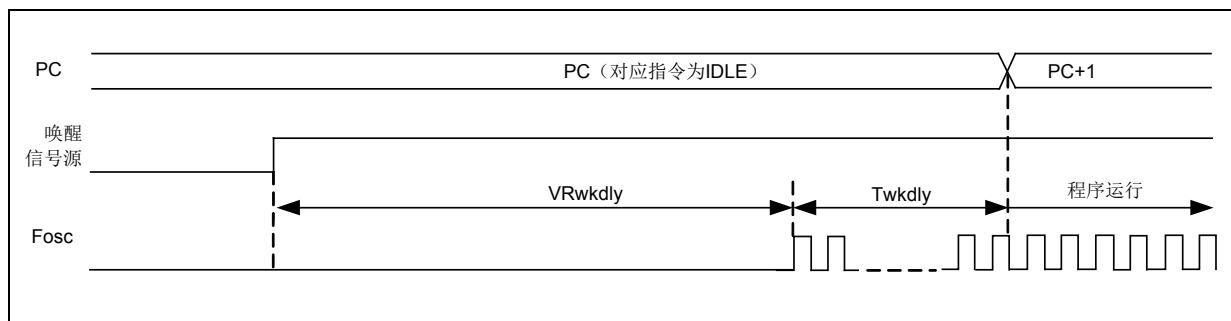 PC
PC（对应指令为IDLE）
PC+1
唤醒
信号源
VRwkdly
Twkdly
程序运行
Fosc